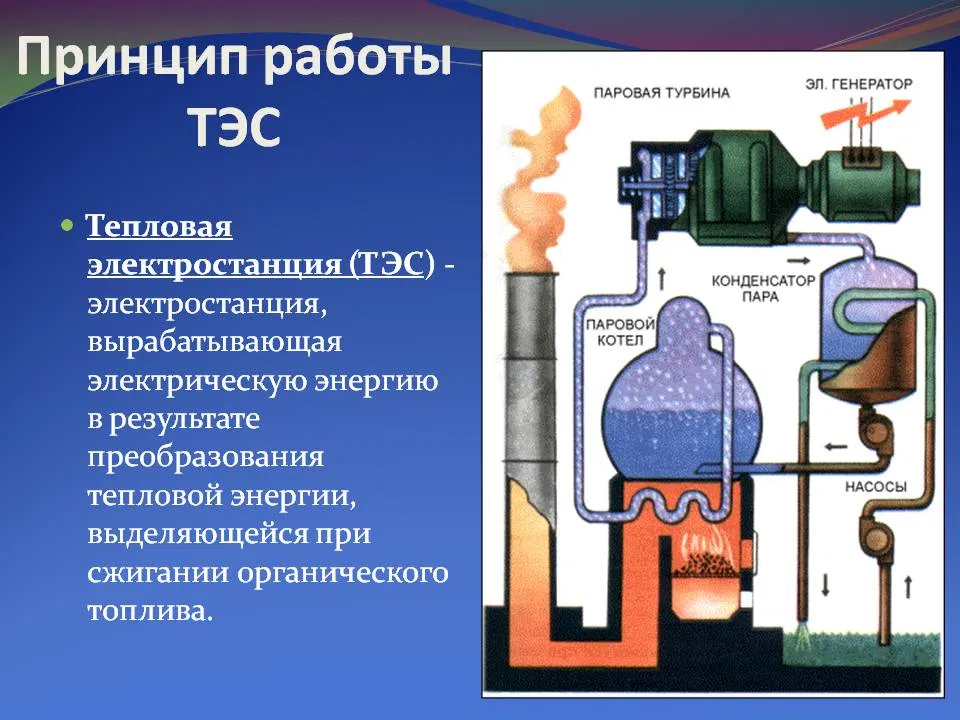 Принцип работы
ТЭС
Тепловая
электростанция (ТЭС) -
электростанция,
вырабатывающая
электрическую энергию
в результате
преобразования
тепловой энергии,
выделяющейся при
сжигании органического
топлива.
ПАРОВАЯ ТУРБИНА
ЭЛ. ГЕНЕРАТОР
КОНДЕНСАТОР
ПАРА
ПАРОВОЙ
КОТЕЛ
НАСОСЫ